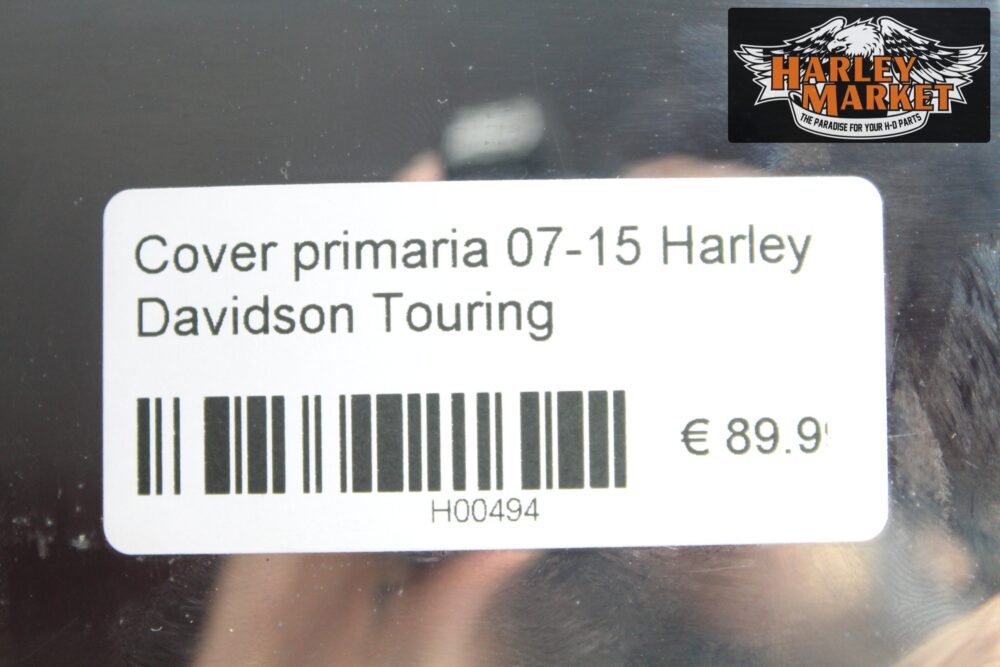 HARLEY
MARKET
THE PARADISE FOR YOUR H-D PARTS
Cover primaria 07-15 Harley
Davidson Touring
€ 89.9
H00494